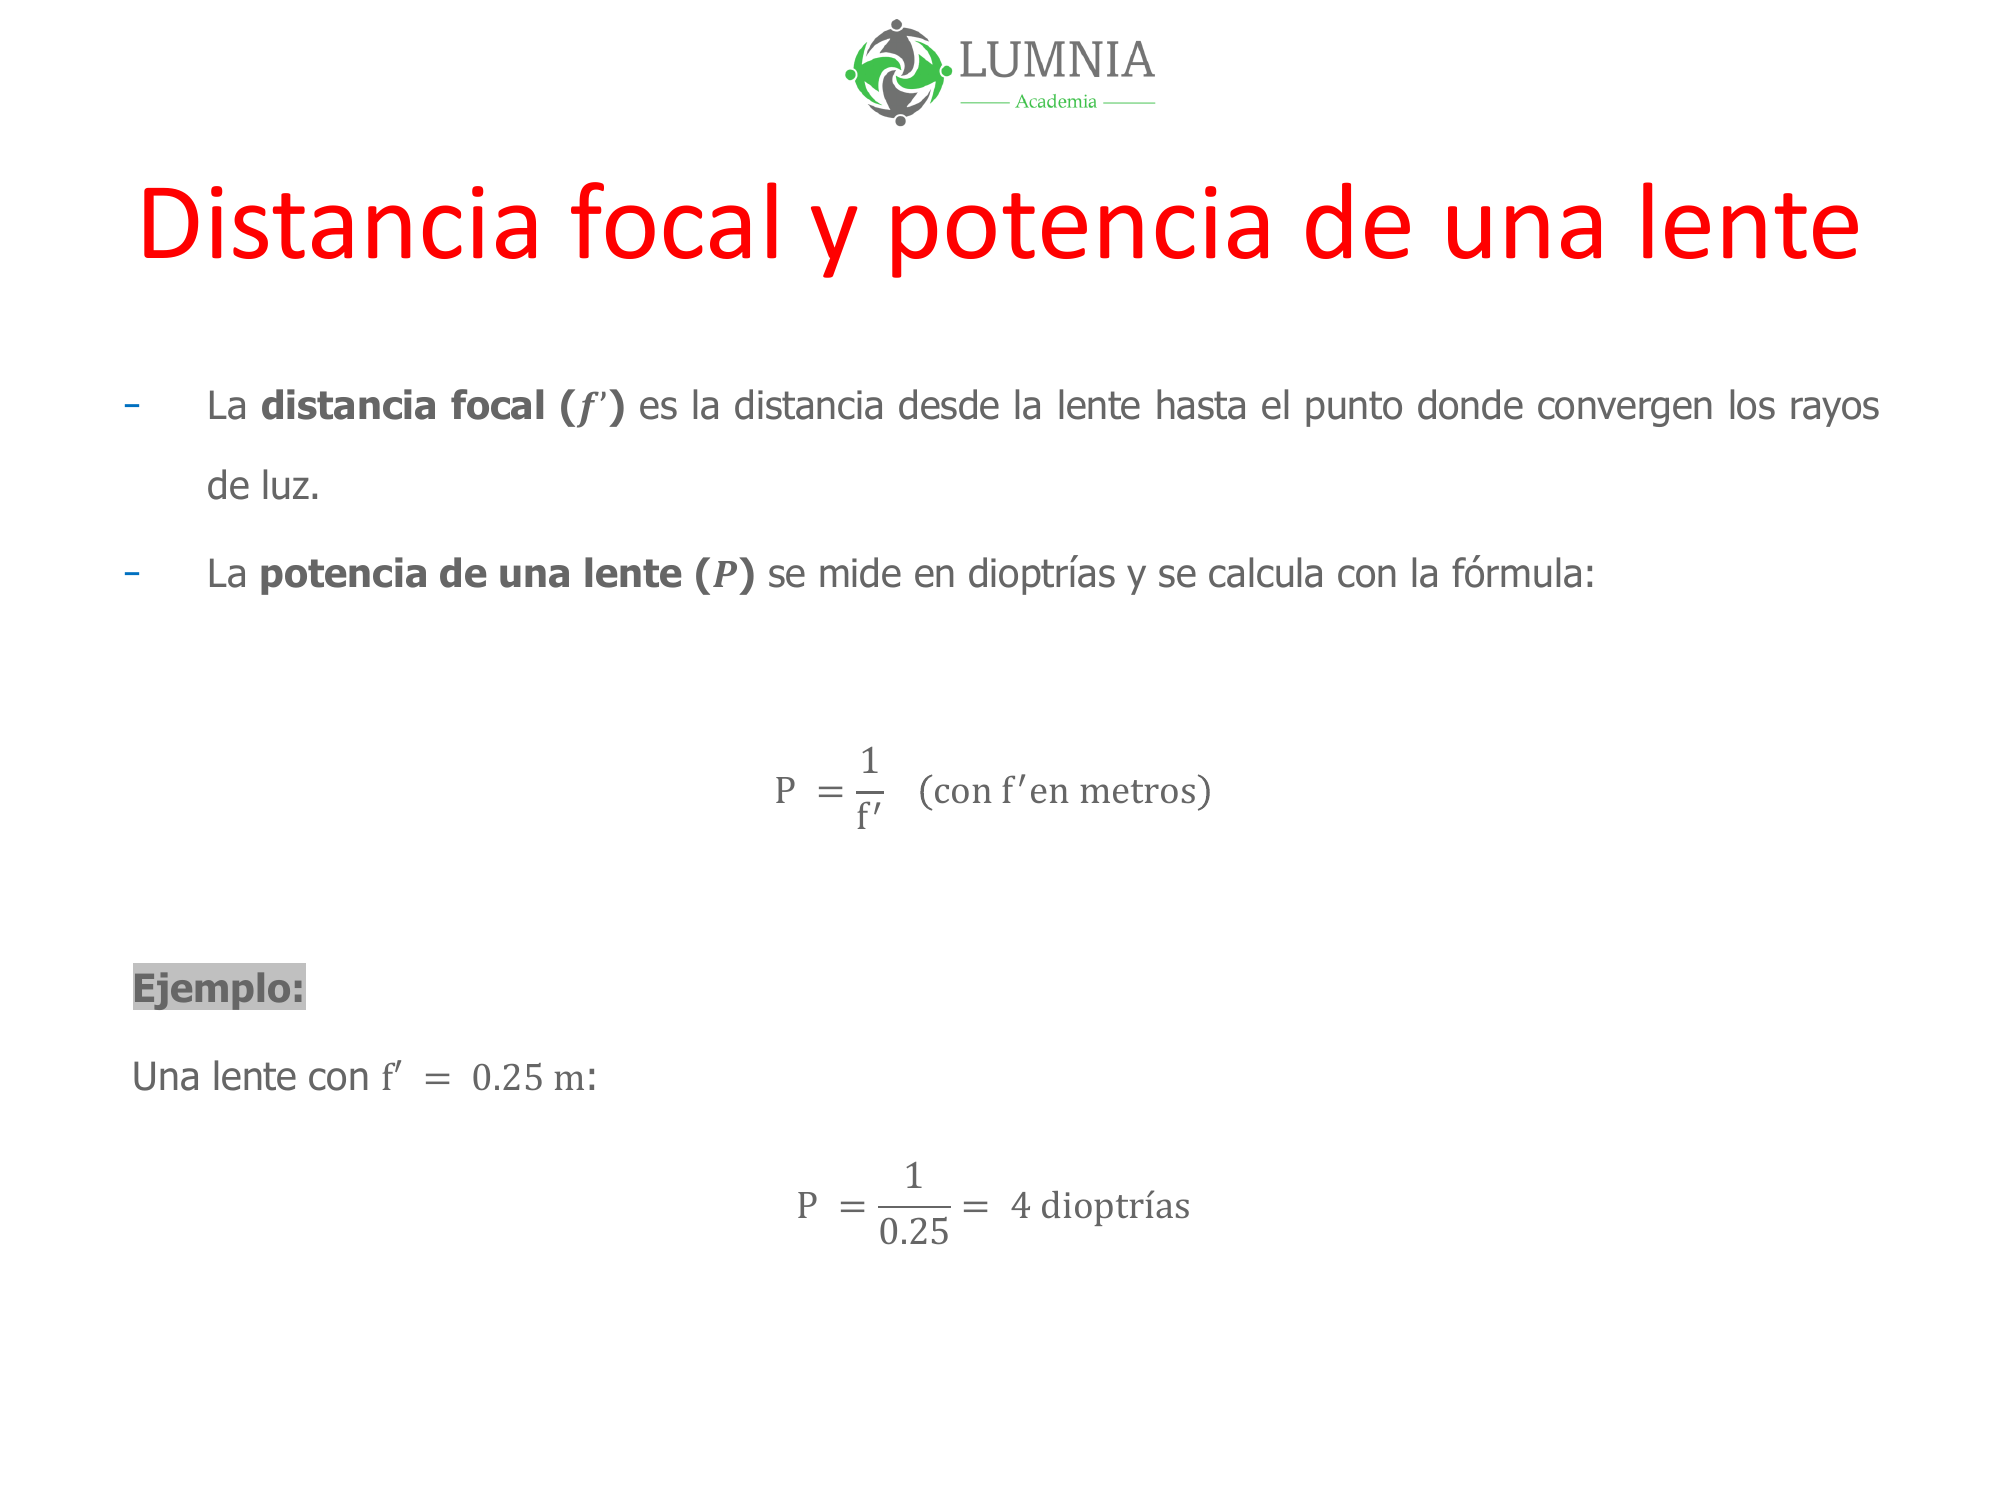 LUMNIA
Academia
Distancia focal y potencia de una lente
- La distancia focal (f’) es la distancia desde la lente hasta el punto donde convergen los rayos
de luz.
- La potencia de una lente (P) se mide en dioptrías y se calcula con la fórmula:
P = 1/f′ (con f′en metros)
Ejemplo:
Una lente con f′ = 0.25 m:
P = 1/0.25 = 4 dioptrías